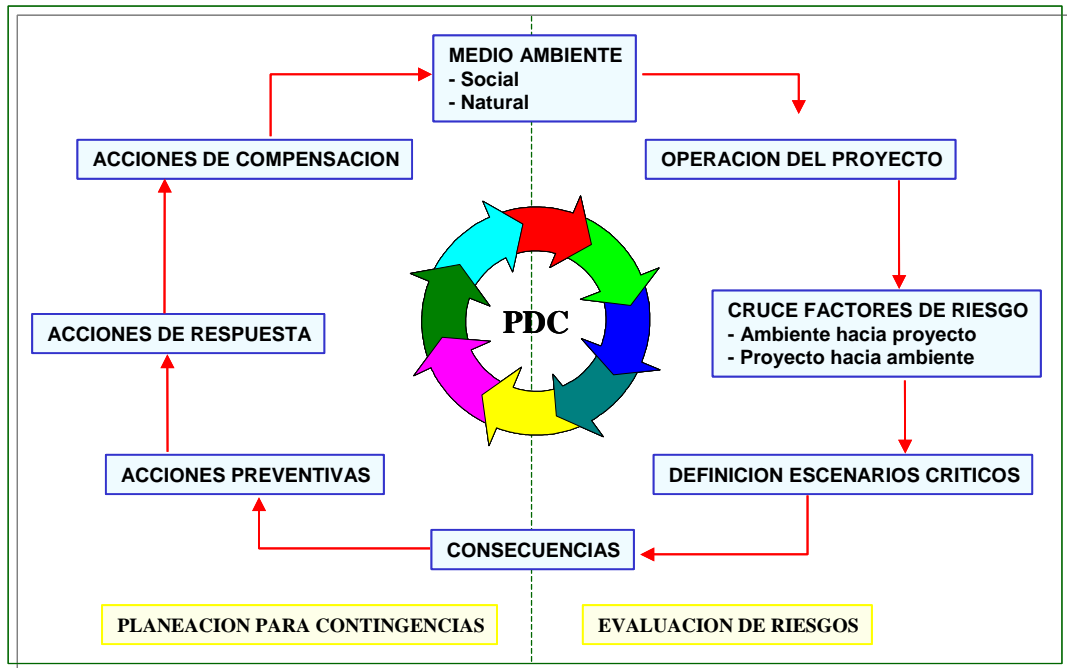 MEDIO AMBIENTE
- Social
- Natural
ACCIONES DE COMPENSACION
OPERACION DEL PROYECTO
CRUCE FACTORES DE RIESGO
- Ambiente hacia proyecto
- Proyecto hacia ambiente
PDC
ACCIONES DE RESPUESTA
ACCIONES PREVENTIVAS
DEFINICION ESCENARIOS CRITICOS
CONSECUENCIAS
PLANEACION PARA CONTINGENCIAS
EVALUACION DE RIESGOS